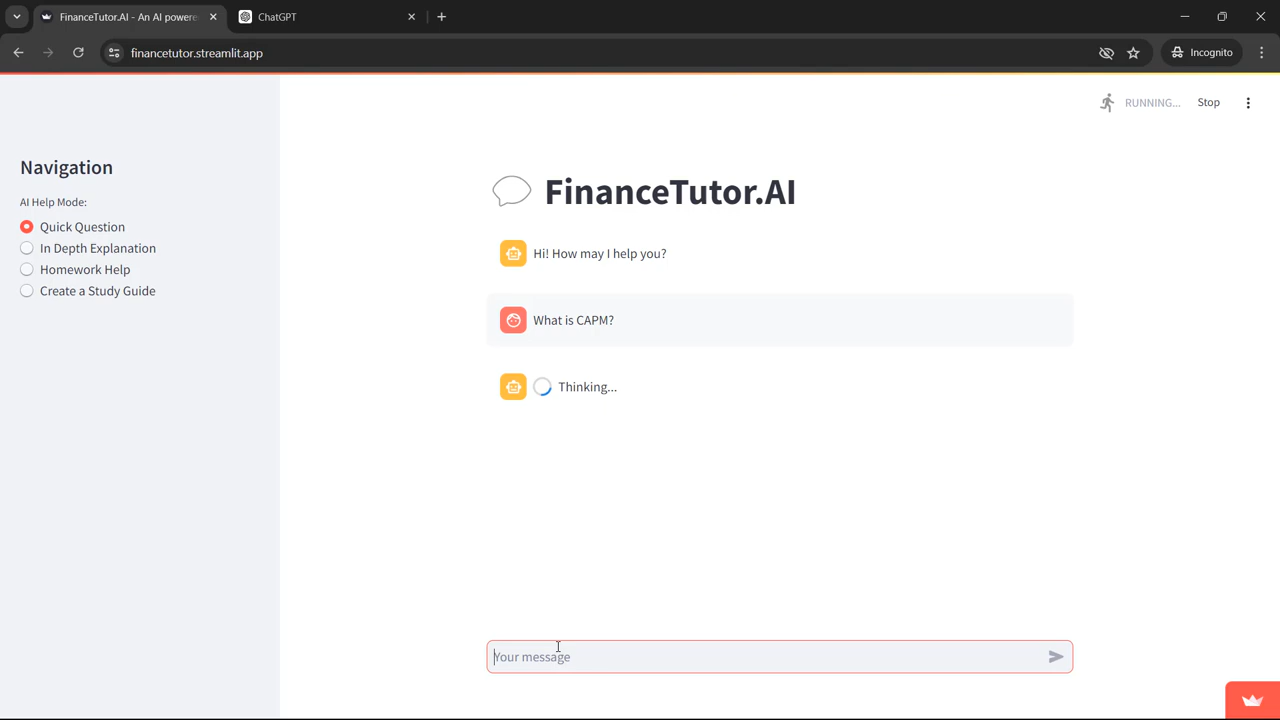 FinanceTutor.AI - An AI powere
ChatGPT
financetutor.streamlit.app
Incognito
RUNNING...
Stop
Navigation
AI Help Mode:
Quick Question
In Depth Explanation
Homework Help
Create a Study Guide
FinanceTutor.AI
Hi! How may I help you?
What is CAPM?
Thinking...
Your message